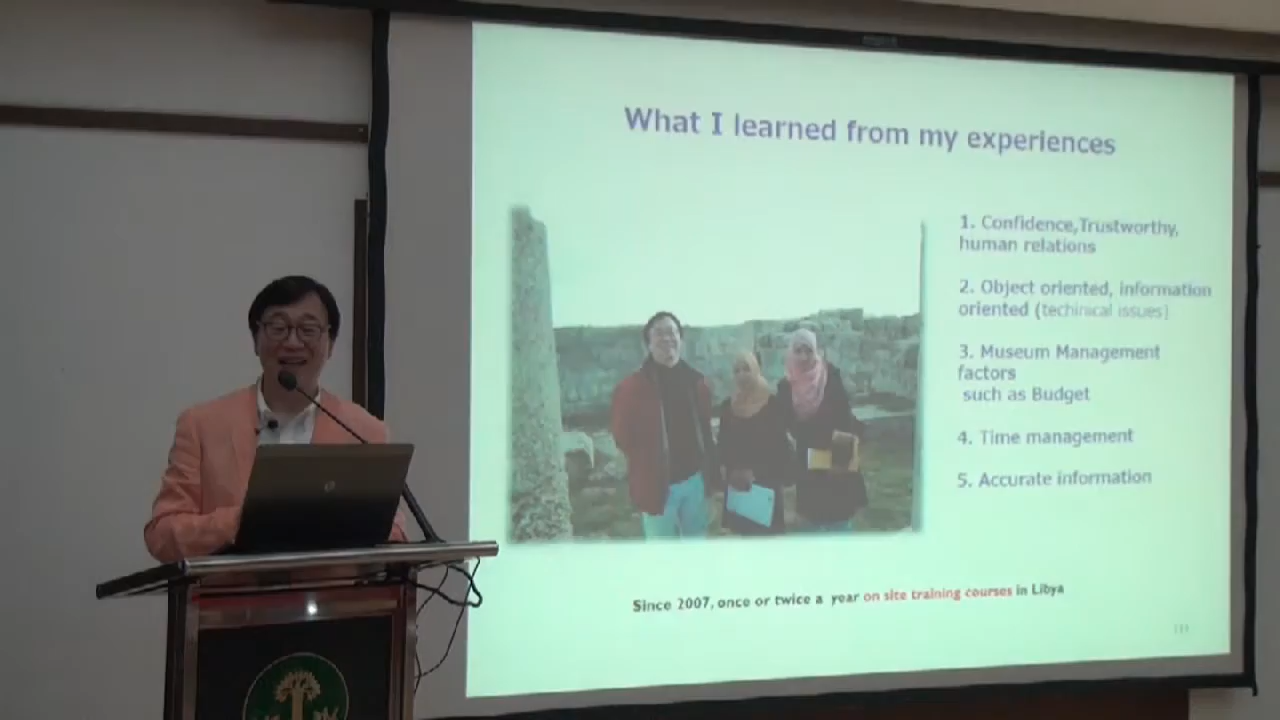 What I learned from my experiences
1. Confidence,Trustworthy,
human relations
2. Object oriented, information
oriented (techinical issues)
3. Museum Management
factors
such as Budget
4. Time management
5. Accurate information
Since 2007, once or twice a year on site training courses in Libya